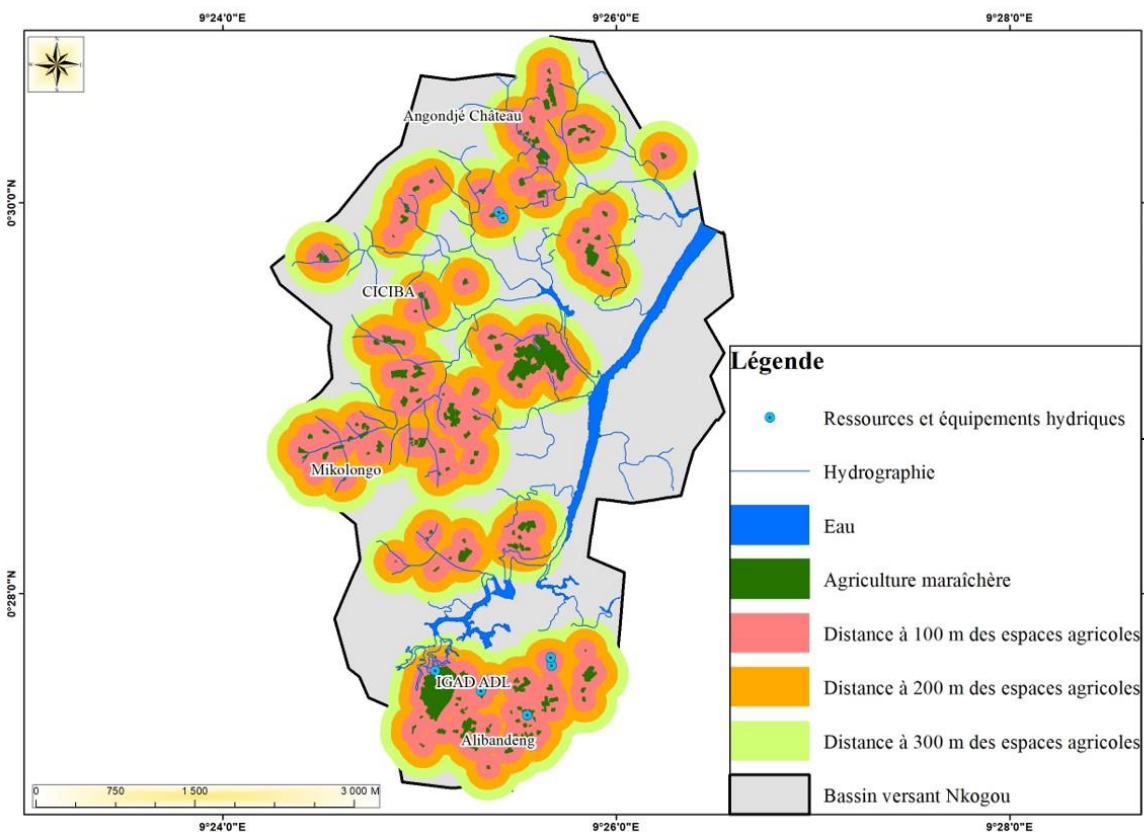 9°24'0"E 9°26'0"E 9°28'0"E
Angondjé Château
0°30'0"N
CICIBA
Mikolongo
0°28'0"N
IGAD ADL
Alibandeng
Légende
Ressources et équipements hydriques
Hydrographie
Eau
Agriculture maraîchère
Distance à 100 m des espaces agricoles
Distance à 200 m des espaces agricoles
Distance à 300 m des espaces agricoles
Bassin versant Nkogou
0 750 1 500 3 000 M
9°24'0"E 9°26'0"E 9°28'0"E